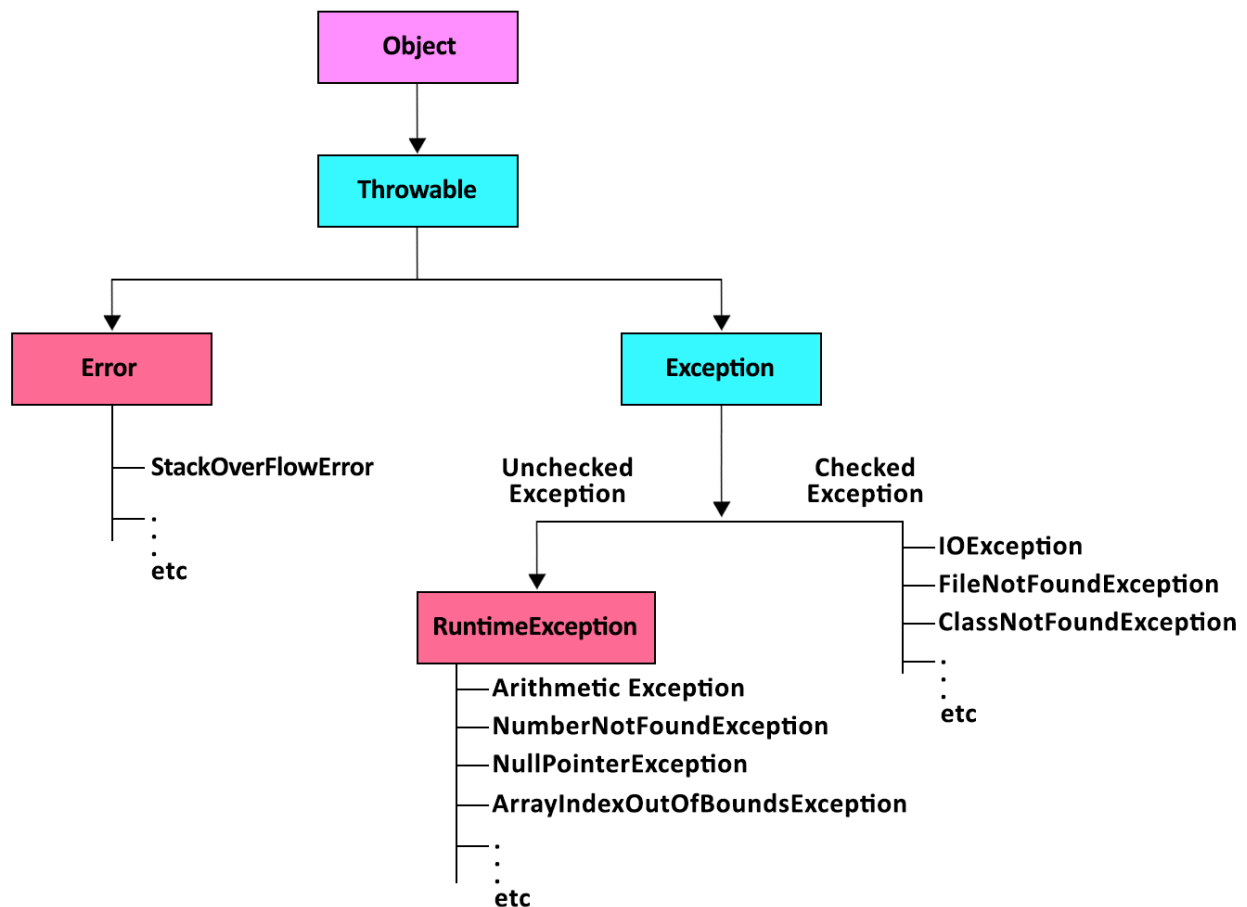 Object
Throwable
Error
Exception
StackOverFlowError
.
.
.
etc
Unchecked
Exception
Checked
Exception
IOException
FileNotFoundException
ClassNotFoundException
.
.
.
etc
RuntimeException
Arithmetic Exception
NumberNotFoundException
NullPointerException
ArrayIndexOutOfBoundsException
.
.
.
etc